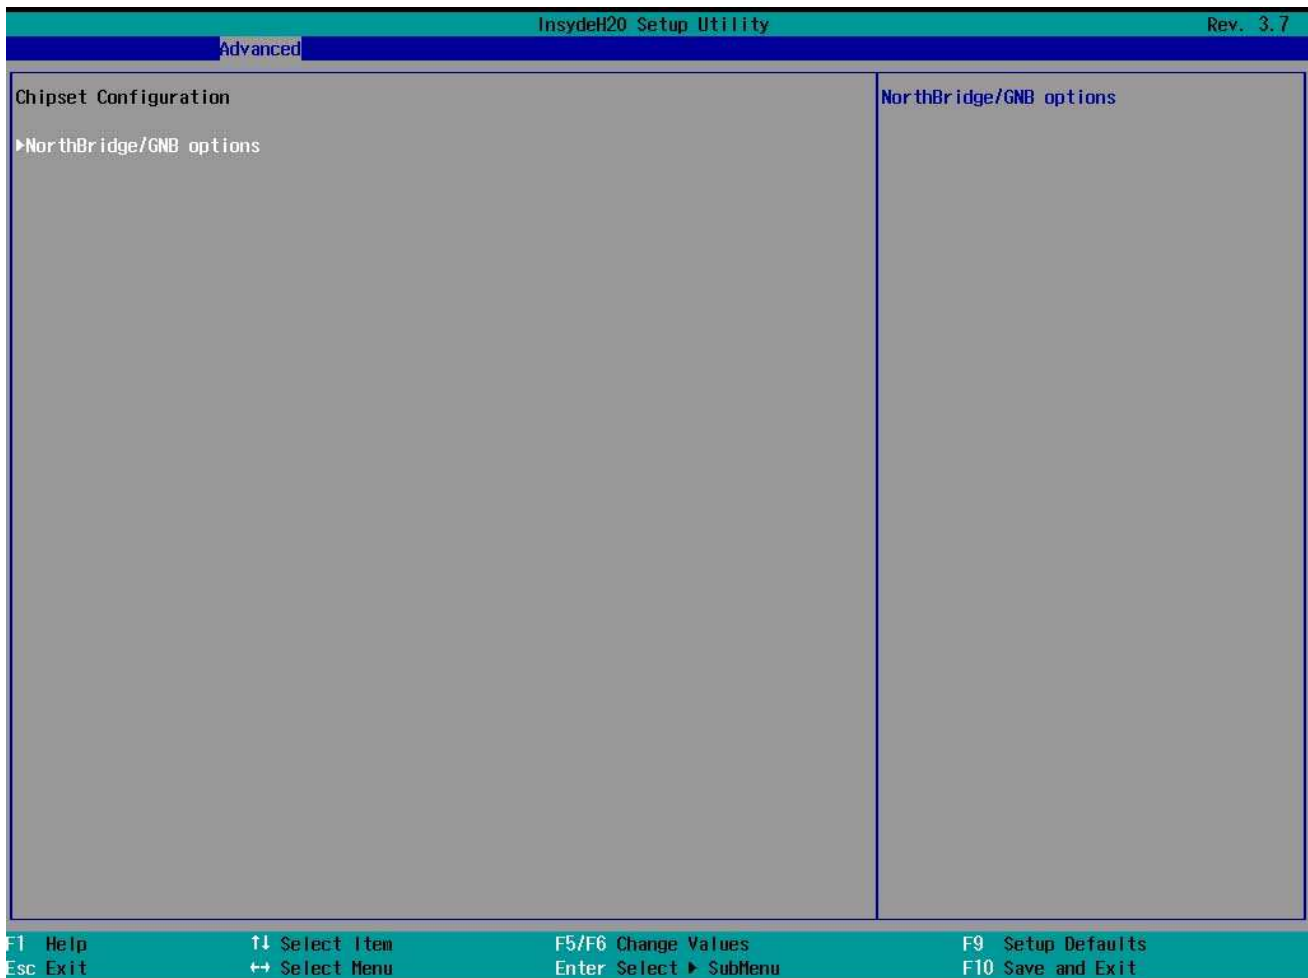 InsydeH20 Setup Utility Rev. 3.7
Advanced
Chipset Configuration
NorthBridge/GNB options
▶NorthBridge/GNB options
F1 Help ↑↓ Select Item F5/F6 Change Values F9 Setup Defaults
Esc Exit ↔ Select Menu Enter Select ▶ SubMenu F10 Save and Exit